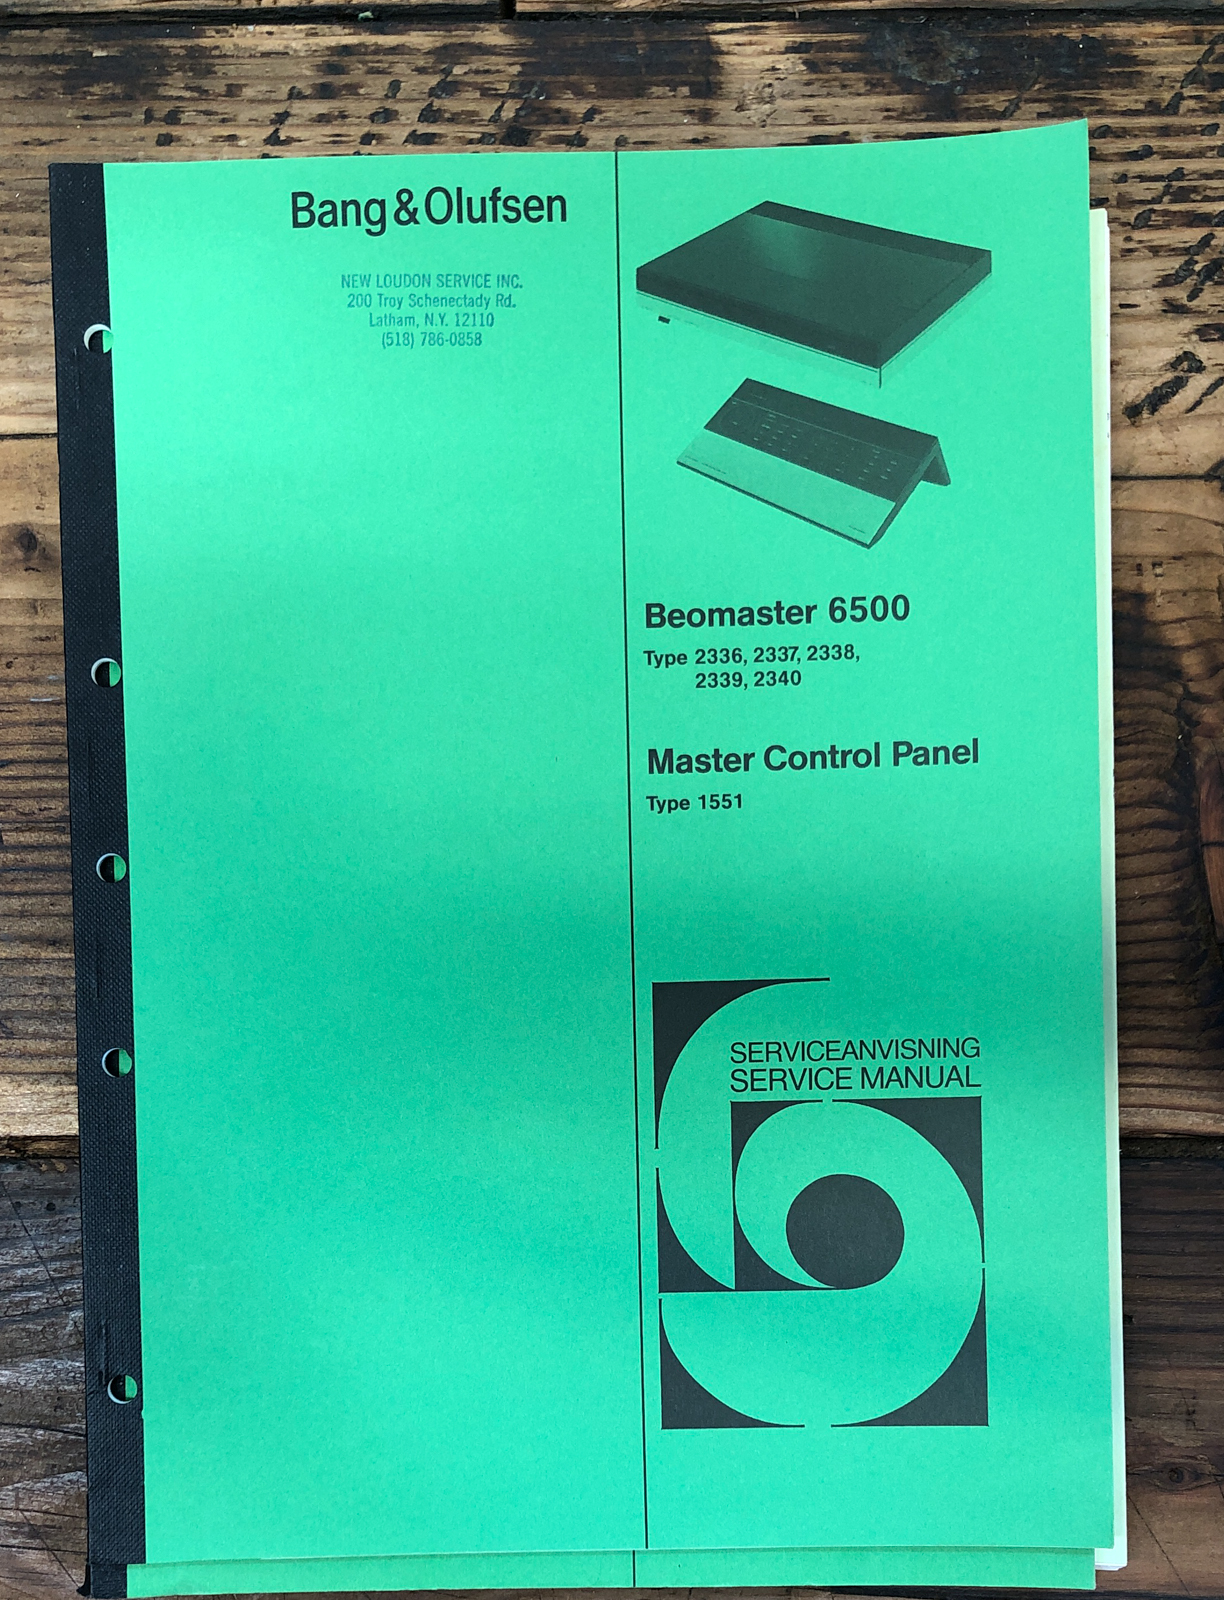 Bang & Olufsen
NEW LOUDON SERVICE INC.
200 Troy Schenectady Rd.
Latham, N.Y. 12110
(518) 786-0858
Beomaster 6500
Type 2336, 2337, 2338,
2339, 2340
Master Control Panel
Type 1551
SERVICEANVISNING
SERVICE MANUAL